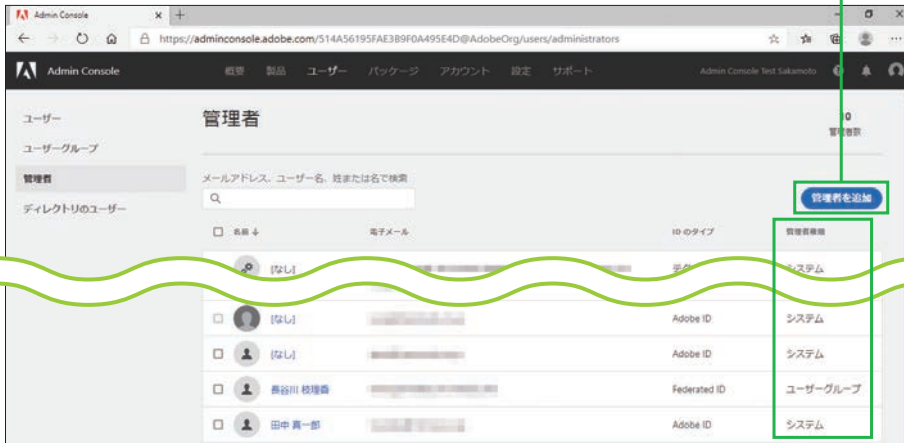 Admin Console
https://adminconsole.adobe.com/514A56195FAE3B9F0A495E4D@AdobeOrg/users/administrators
Admin Console 概要 製品 ユーザー パッケージ アカウント 設定 サポート Admin Console Test Sakamoto
ユーザー
ユーザーグループ
管理者
ディレクトリのユーザー
管理者
10
管理者数
メールアドレス、ユーザー名、姓または名で検索
管理者を追加
名前 ↓ 電子メール ID のタイプ 管理者権限
[なし] システム
[なし] Adobe ID システム
[なし] Adobe ID システム
長谷川 枝理香 Federated ID ユーザーグループ
田中 真一郎 Adobe ID システム